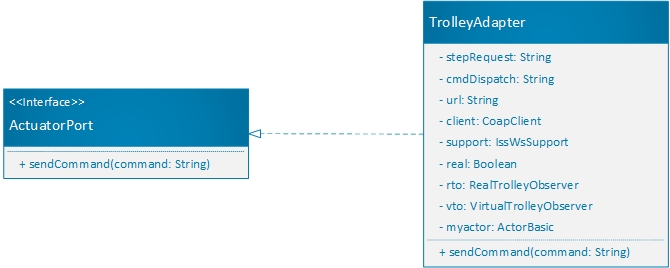 <<Interface>>
ActuatorPort
+ sendCommand(command: String)
TrolleyAdapter
- stepRequest: String
- cmdDispatch: String
- url: String
- client: CoapClient
- support: IssWsSupport
- real: Boolean
- rto: RealTrolleyObserver
- vto: VirtualTrolleyObserver
- myactor: ActorBasic
+ sendCommand(command: String)